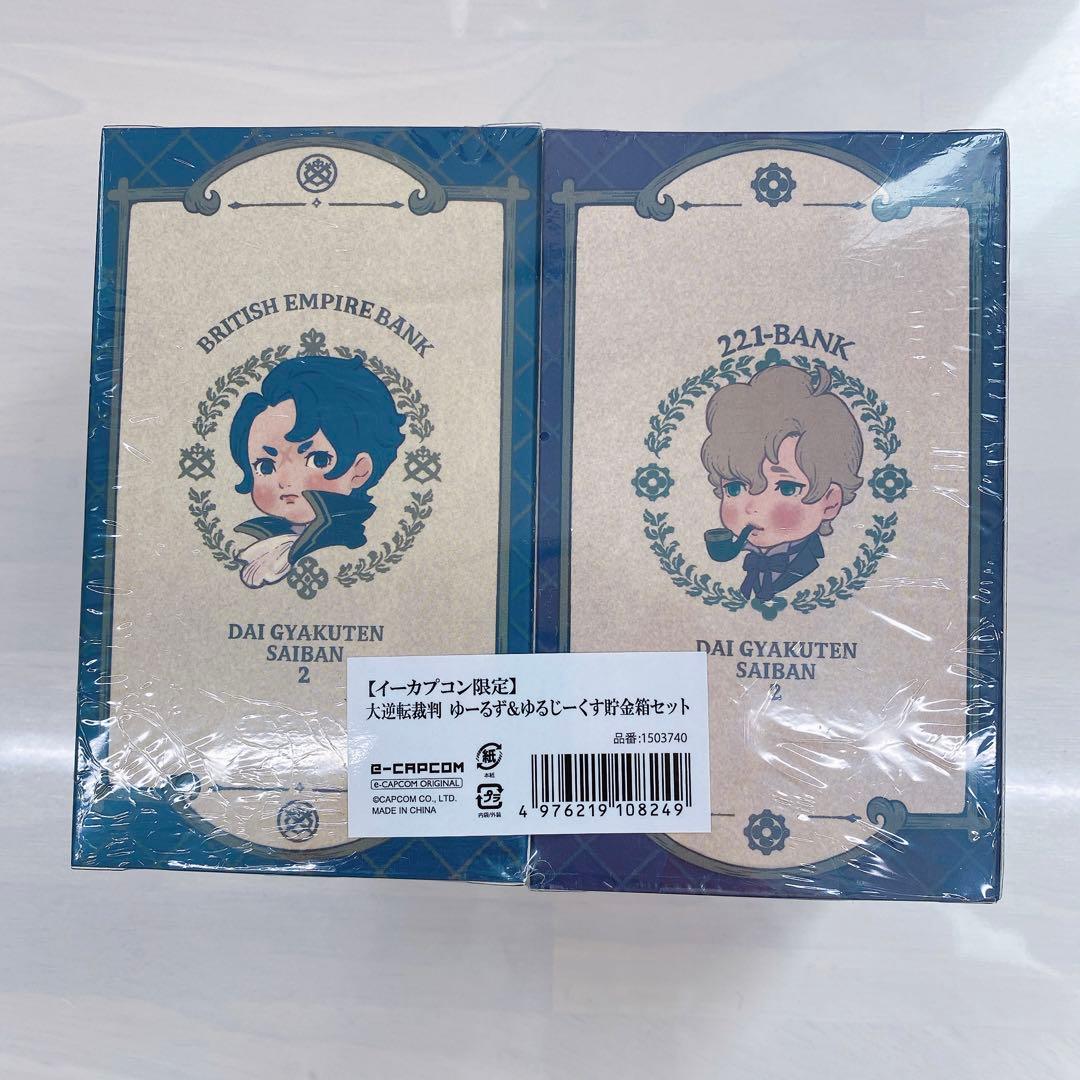 BRITISH EMPIRE BANK
DAI GYAKUTEN
SAIBAN
2
221-BANK
DAI GYAKUTEN
SAIBAN
2
【イーカプコン限定】
大逆転裁判 ゆーるず&ゆるじーくす貯金箱セット
品番:1503740
e-CAPCOM
e-CAPCOM ORIGINAL
©CAPCOM CO., LTD.
MADE IN CHINA
紙
本紙
プラ
内袋/外装
4 976219 108249